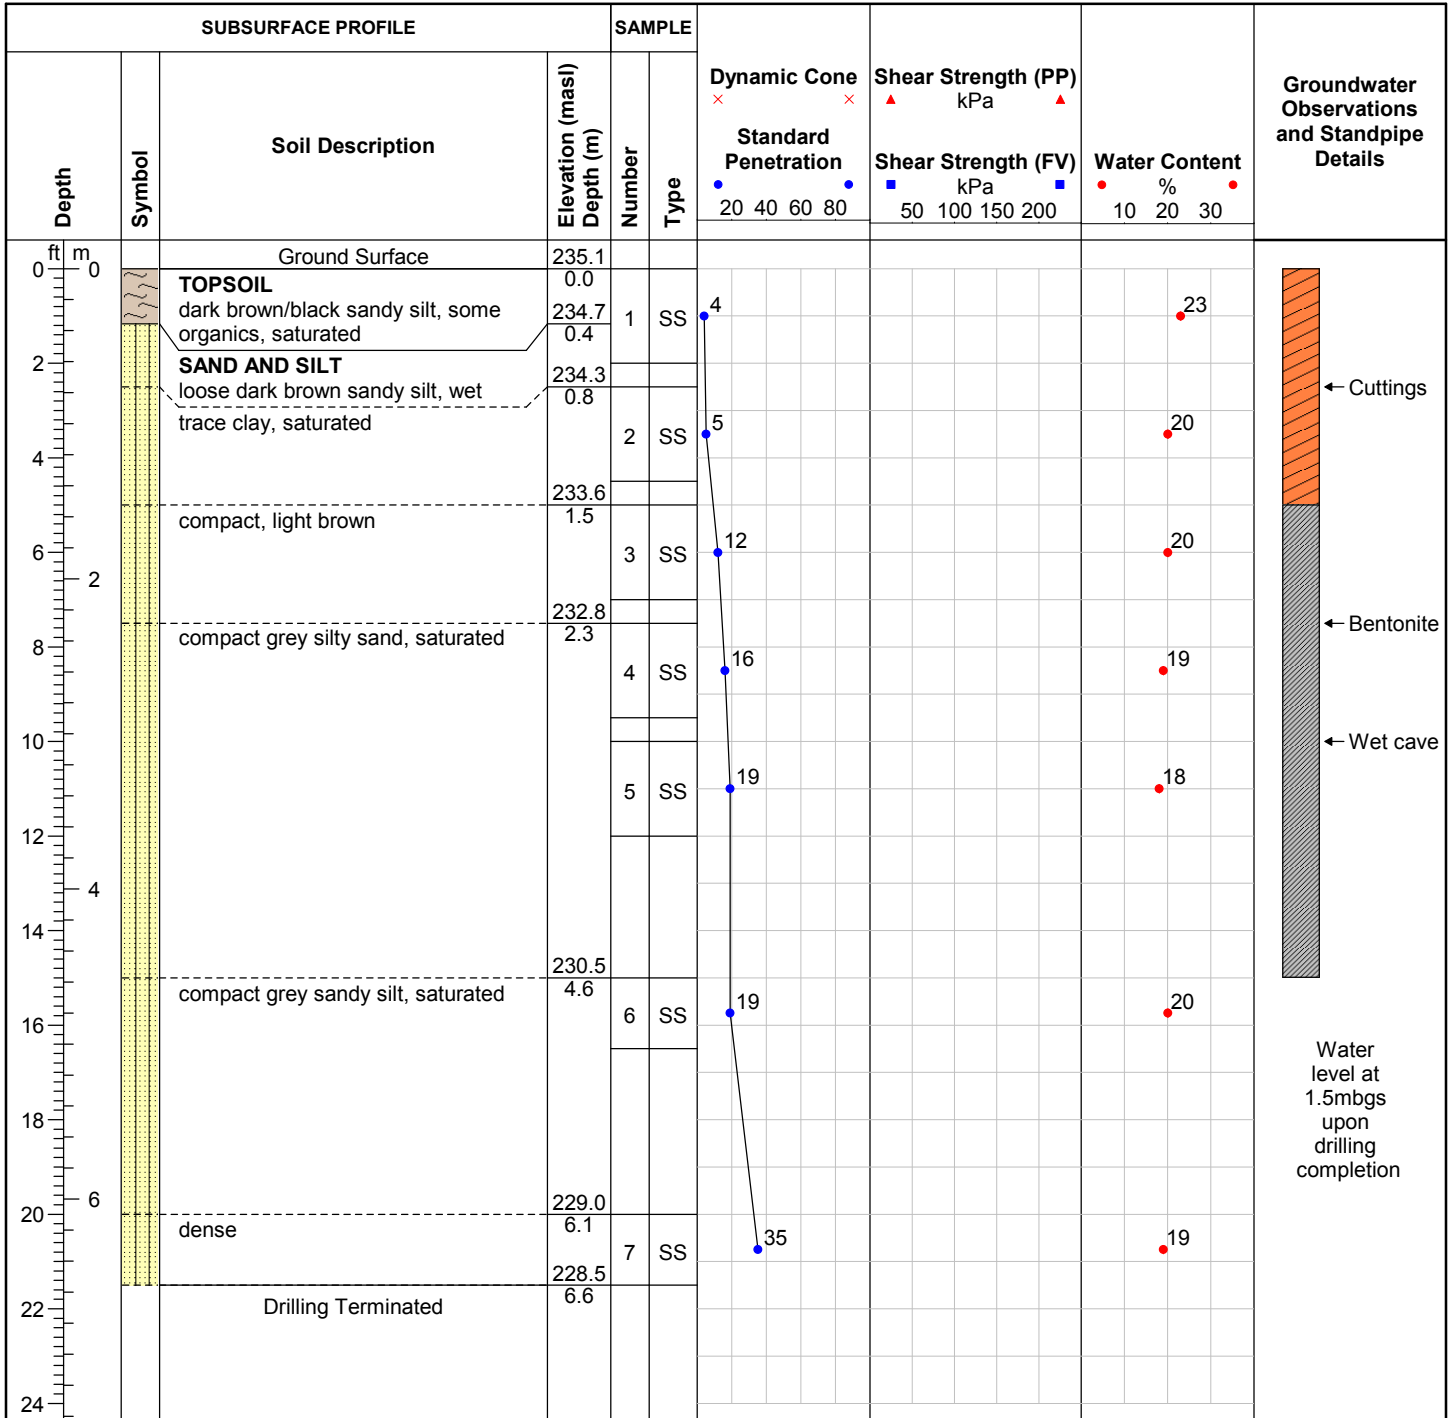 SUBSURFACE PROFILE
SAMPLE
Depth
Symbol
Soil Description
Elevation (masl)
Depth (m)
Number
Type
Dynamic Cone
Standard
Penetration
20 40 60 80
Shear Strength (PP)
kPa
Shear Strength (FV)
kPa
50 100 150 200
Water Content
%
10 20 30
Groundwater
Observations
and Standpipe
Details
ft m
Ground Surface
235.1
0 0
0.0
TOPSOIL
dark brown/black sandy silt, some
organics, saturated
234.7
0.4
1 SS
4
23
SAND AND SILT
loose dark brown sandy silt, wet
234.3
0.8
2
Cuttings
trace clay, saturated
2 SS
5
20
4
233.6
1.5
compact, light brown
3 SS
12
20
6
2
232.8
2.3
Bentonite
compact grey silty sand, saturated
8
4 SS
16
19
10
Wet cave
5 SS
19
18
12
4
14
230.5
4.6
compact grey sandy silt, saturated
6 SS
19
20
16
Water
level at
1.5mbgs
upon
drilling
completion
18
6
229.0
20
6.1
dense
7 SS
35
19
228.5
6.6
Drilling Terminated
22
24